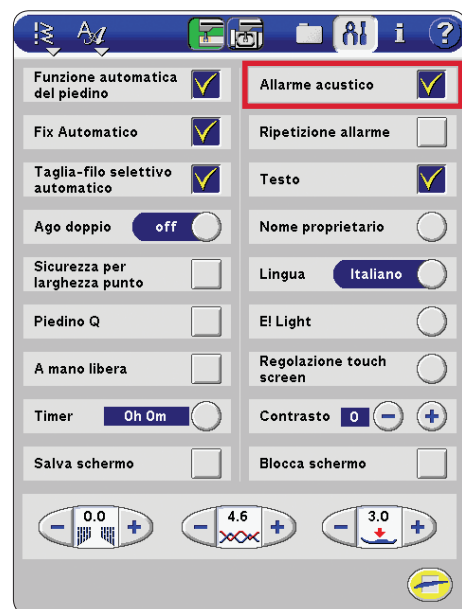 i ?
Funzione automatica
del piedino
Fix Automatico
Taglia-filo selettivo
automatico
Ago doppio off
Sicurezza per
larghezza punto
Piedino Q
A mano libera
Timer 0h 0m
Salva schermo
Allarme acustico
Ripetizione allarme
Testo
Nome proprietario
Lingua Italiano
E! Light
Regolazione touch
screen
Contrasto 0 - +
Blocca schermo
- 0.0 +
- 4.6 +
- 3.0 +